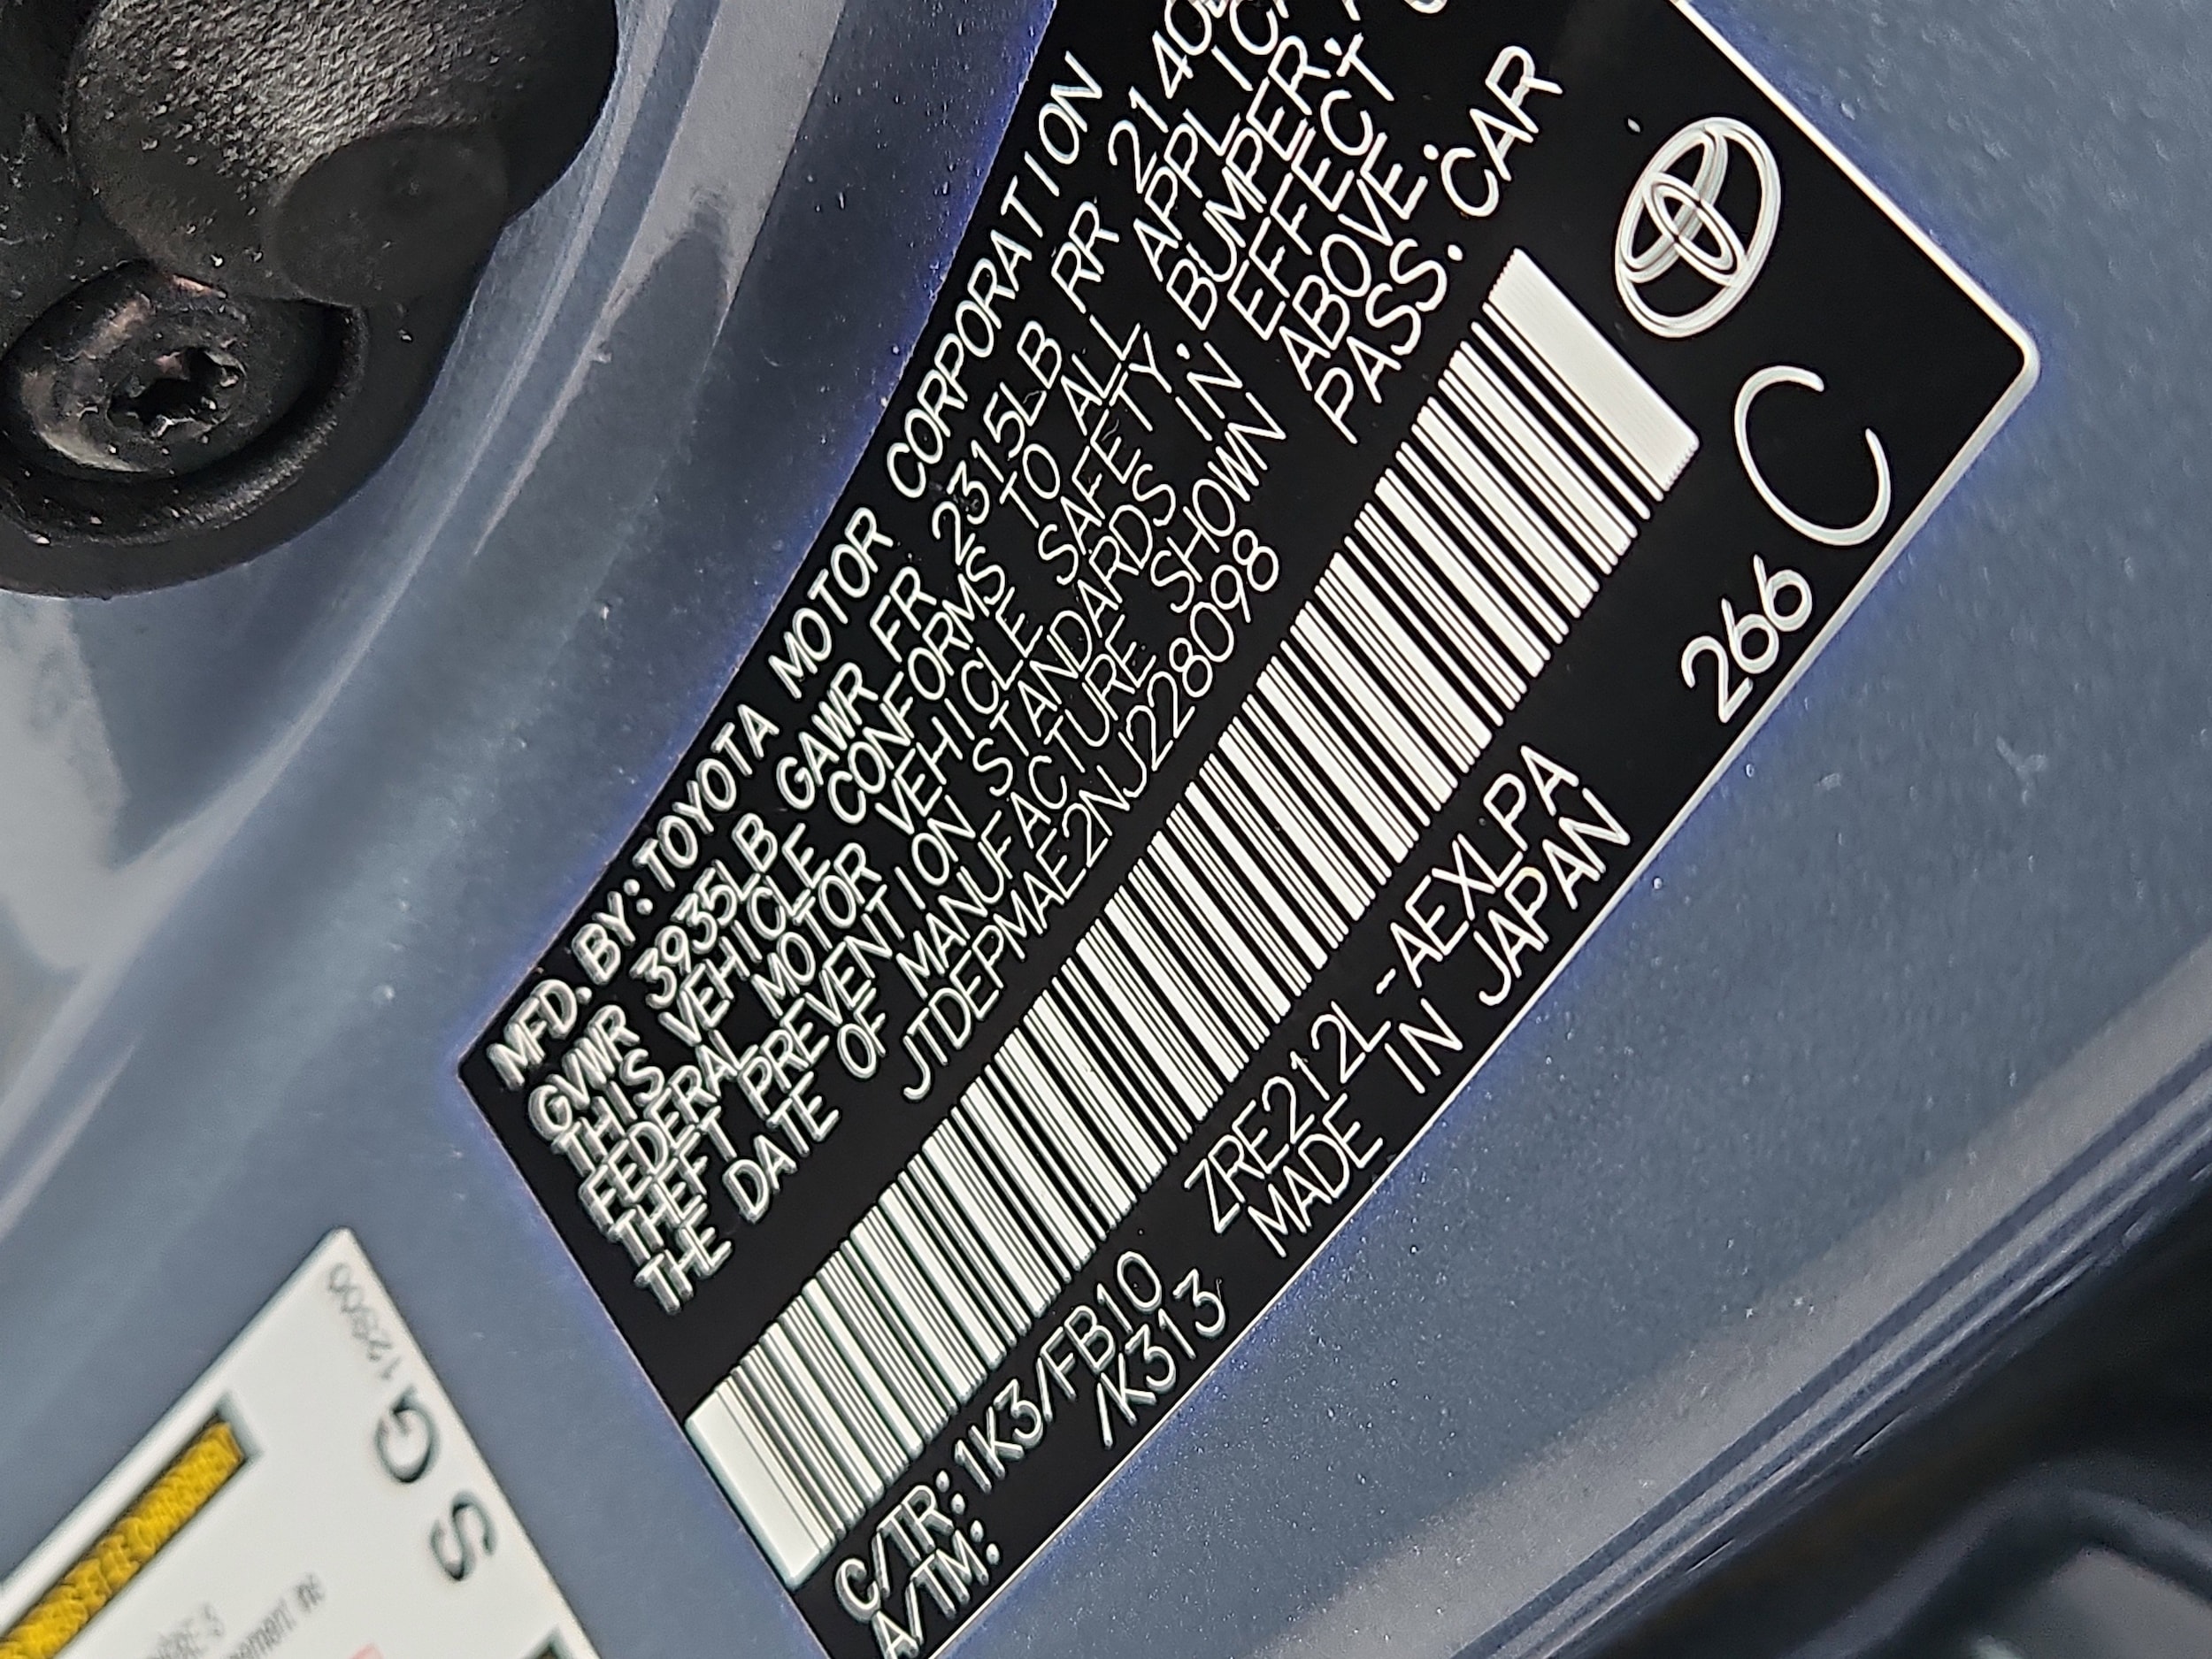 MFD. BY: TOYOTA MOTOR CORPORATION
GVWR 3935LB GAWR FR 2315LB RR 2140
THIS VEHICLE CONFORMS TO ALL
FEDERAL MOTOR VEHICLE SAFETY, BUMPER,
THEFT PREVENTION STANDARDS IN EFFECT
THE DATE OF MANUFACTURE SHOWN ABOVE.
JTDEPMAE2NJ228098 PASS. CAR
C/TR: 1K3/FB10 ZRE212L-AEXLPA
A/TM: /K313 MADE IN JAPAN
266
C
SG